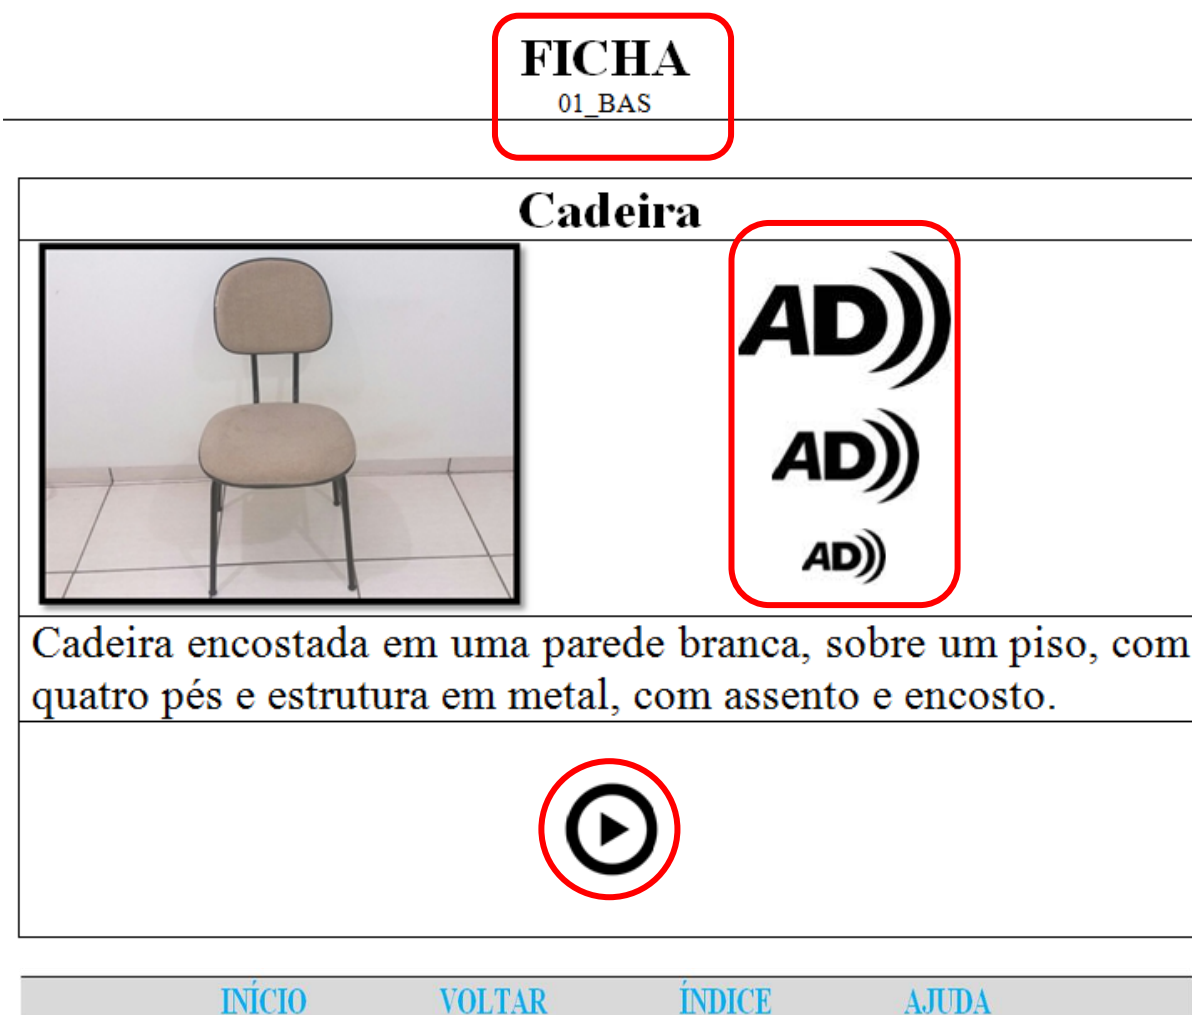 FICHA
01_BAS
Cadeira
AD
AD
AD
Cadeira encostada em uma parede branca, sobre um piso, com
quatro pés e estrutura em metal, com assento e encosto.
INÍCIO VOLTAR ÍNDICE AJUDA